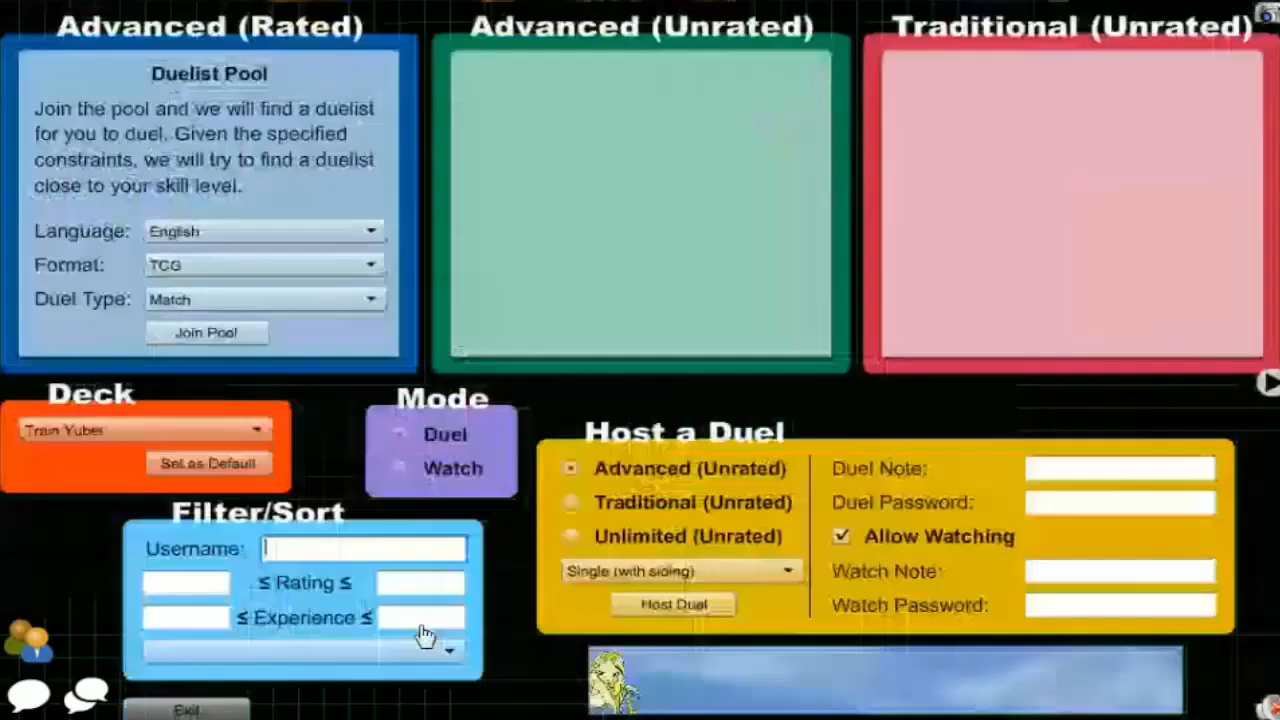 Advanced (Rated)
Advanced (Unrated)
Traditional (Unrated)
Duelist Pool
Join the pool and we will find a duelist
for you to duel. Given the specified
constraints, we will try to find a duelist
close to your skill level.
Language: English
Format: TCG
Duel Type: Match
Join Pool
Deck
Train Yubel
Set as Default
Mode
Duel
Watch
Host a Duel
Advanced (Unrated)
Traditional (Unrated)
Unlimited (Unrated)
Single (with siding)
Host Duel
Duel Note:
Duel Password:
Allow Watching
Watch Note:
Watch Password:
Filter/Sort
Username:
≤ Rating ≤
≤ Experience ≤
Exit